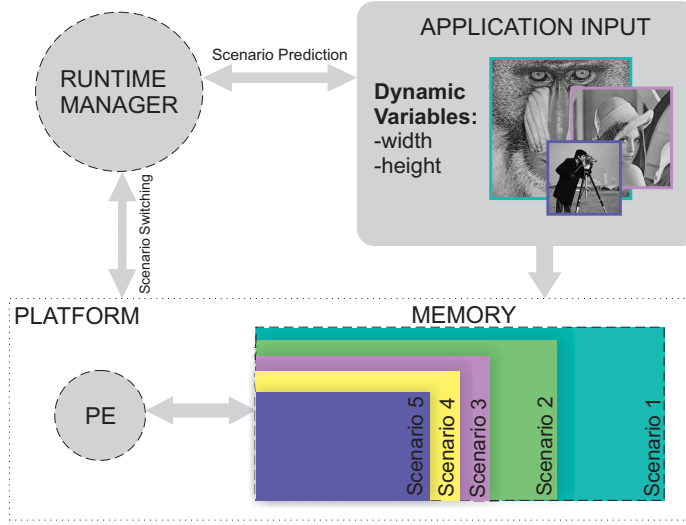 APPLICATION INPUT
Scenario Prediction
RUNTIME
MANAGER
Dynamic
Variables:
-width
-height
Scenario Switching
PLATFORM
MEMORY
PE
Scenario 5
Scenario 4
Scenario 3
Scenario 2
Scenario 1